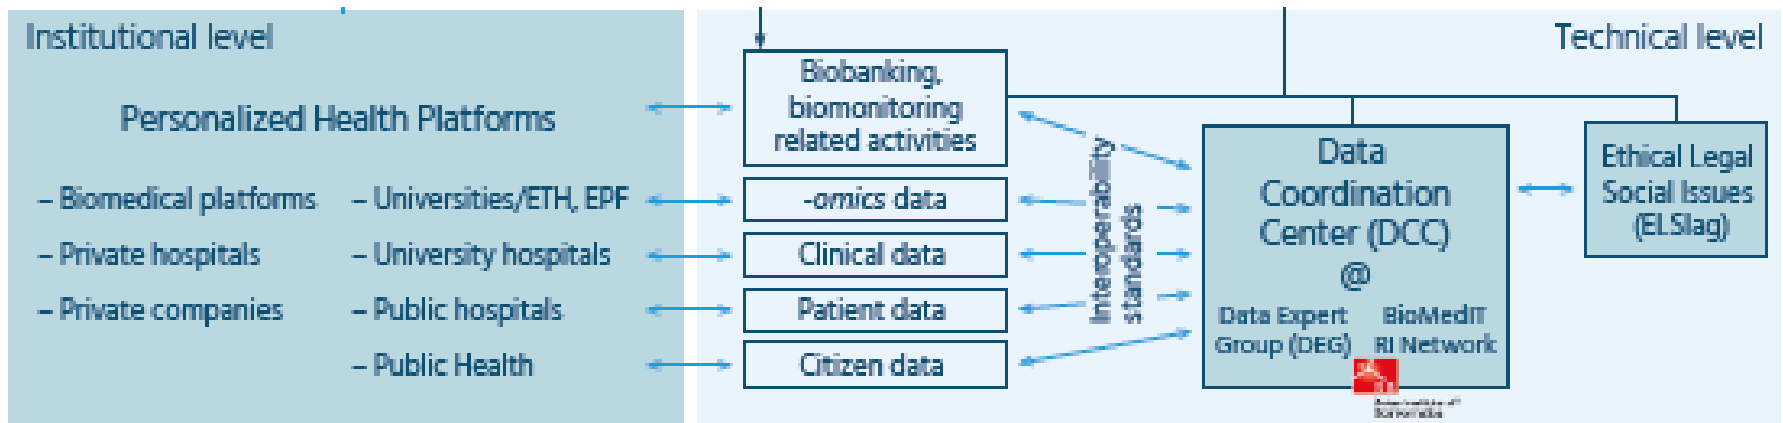 Institutional level
Technical level
Personalized Health Platforms
– Biomedical platforms
– Private hospitals
– Private companies
– Universities/ETH, EPF
– University hospitals
– Public hospitals
– Public Health
Biobanking,
biomonitoring
related activities
-omics data
Clinical data
Patient data
Citizen data
Interoperability
standards
Data
Coordination
Center (DCC)
@
Data Expert
Group (DEG)
BioMedIT
RI Network
Ethical Legal
Social Issues
(ELSIag)